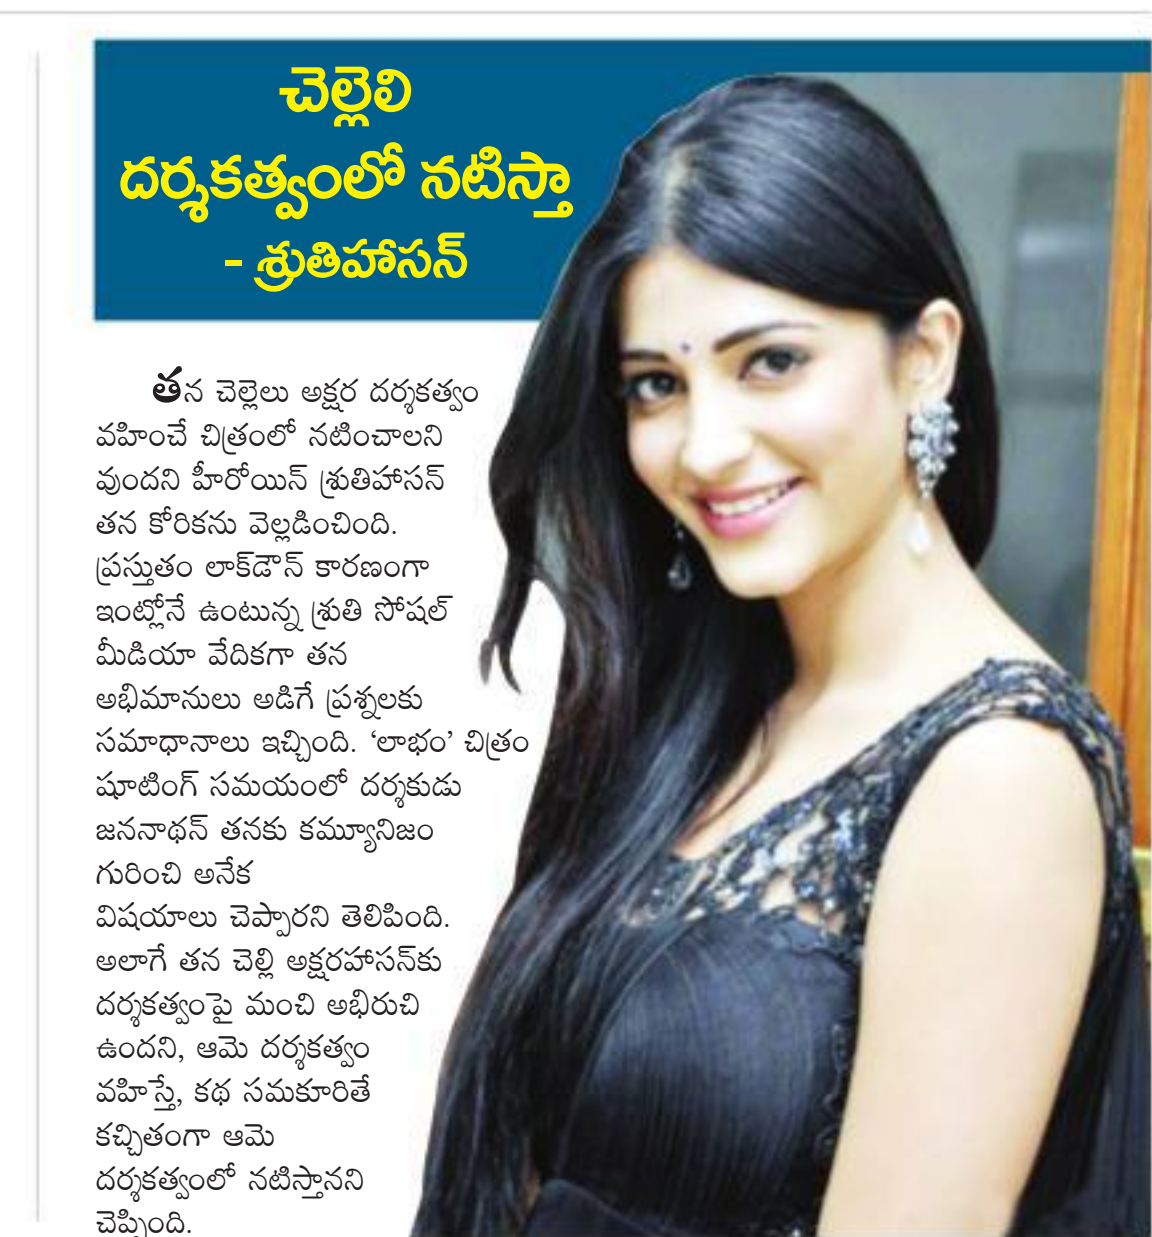 చెల్లెలి
దర్శకత్వంలో నటిస్తా
- శ్రుతిహాసన్
తన చెల్లెలు అక్షర దర్శకత్వం
వహించే చిత్రంలో నటించాలని
వుందని హీరోయిన్ శ్రుతిహాసన్
తన కోరికను వెల్లడించింది.
ప్రస్తుతం లాక్‌డౌన్ కారణంగా
ఇంట్లోనే ఉంటున్న శ్రుతి సోషల్
మీడియా వేదికగా తన
అభిమానులు అడిగే ప్రశ్నలకు
సమాధానాలు ఇచ్చింది. ‘లాభం’ చిత్రం
షూటింగ్ సమయంలో దర్శకుడు
జననాథన్ తనకు కమ్యూనిజం
గురించి అనేక
విషయాలు చెప్పారని తెలిపింది.
అలాగే తన చెల్లి అక్షరహాసన్‌కు
దర్శకత్వంపై మంచి అభిరుచి
ఉందని, ఆమె దర్శకత్వం
వహిస్తే, కథ సమకూరితే
కచ్చితంగా ఆమె
దర్శకత్వంలో నటిస్తానని
చెప్పింది.